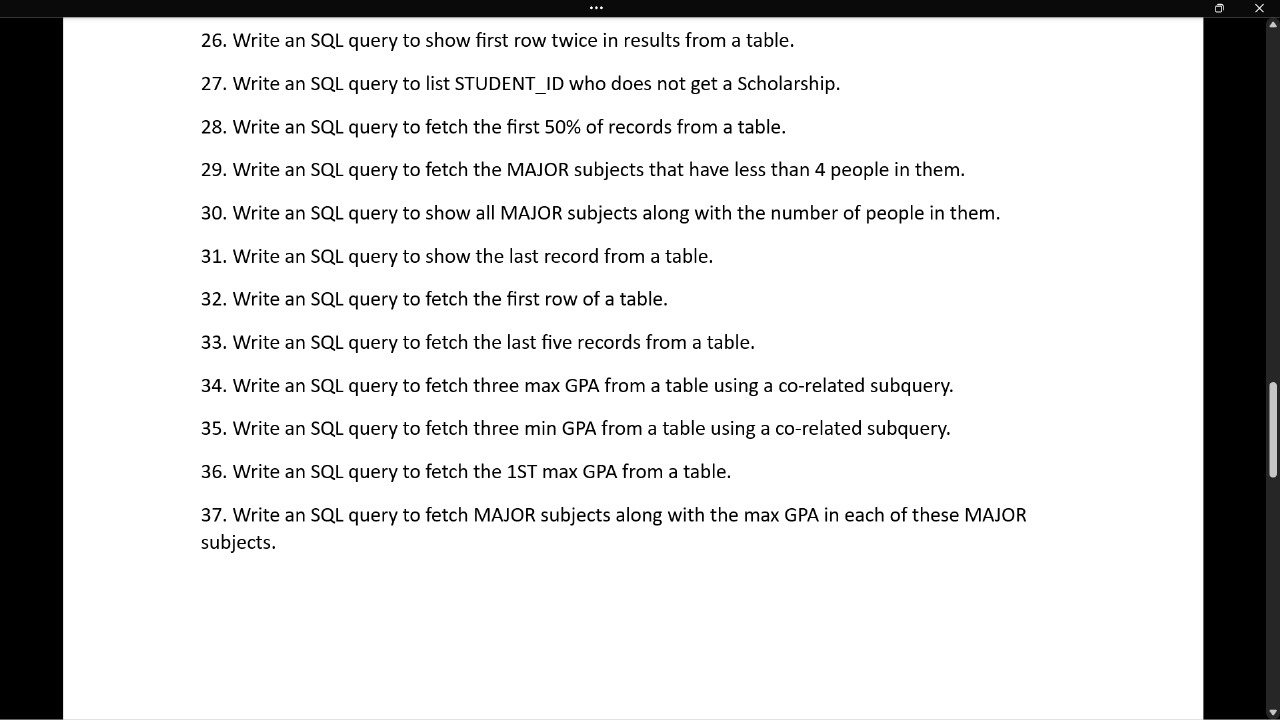 26. Write an SQL query to show first row twice in results from a table.
27. Write an SQL query to list STUDENT_ID who does not get a Scholarship.
28. Write an SQL query to fetch the first 50% of records from a table.
29. Write an SQL query to fetch the MAJOR subjects that have less than 4 people in them.
30. Write an SQL query to show all MAJOR subjects along with the number of people in them.
31. Write an SQL query to show the last record from a table.
32. Write an SQL query to fetch the first row of a table.
33. Write an SQL query to fetch the last five records from a table.
34. Write an SQL query to fetch three max GPA from a table using a co-related subquery.
35. Write an SQL query to fetch three min GPA from a table using a co-related subquery.
36. Write an SQL query to fetch the 1ST max GPA from a table.
37. Write an SQL query to fetch MAJOR subjects along with the max GPA in each of these MAJOR
subjects.